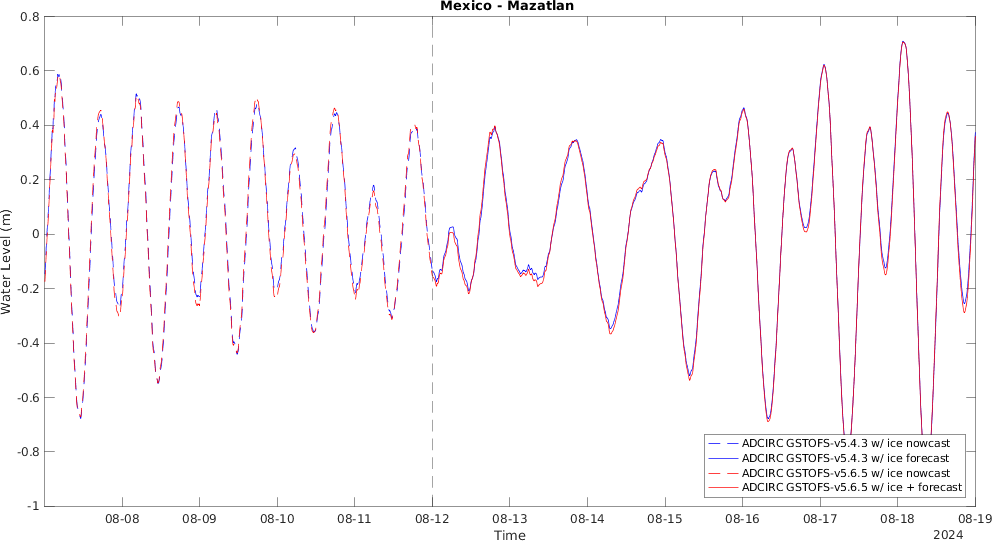 Mexico - Mazatlan
0.8
0.6
0.4
0.2
0
-0.2
-0.4
-0.6
-0.8
-1
Water Level (m)
ADCIRC GSTOFS-v5.4.3 w/ ice nowcast
ADCIRC GSTOFS-v5.4.3 w/ ice forecast
ADCIRC GSTOFS-v5.6.5 w/ ice nowcast
ADCIRC GSTOFS-v5.6.5 w/ ice + forecast
08-08 08-09 08-10 08-11 08-12 08-13 08-14 08-15 08-16 08-17 08-18 08-19
Time
2024